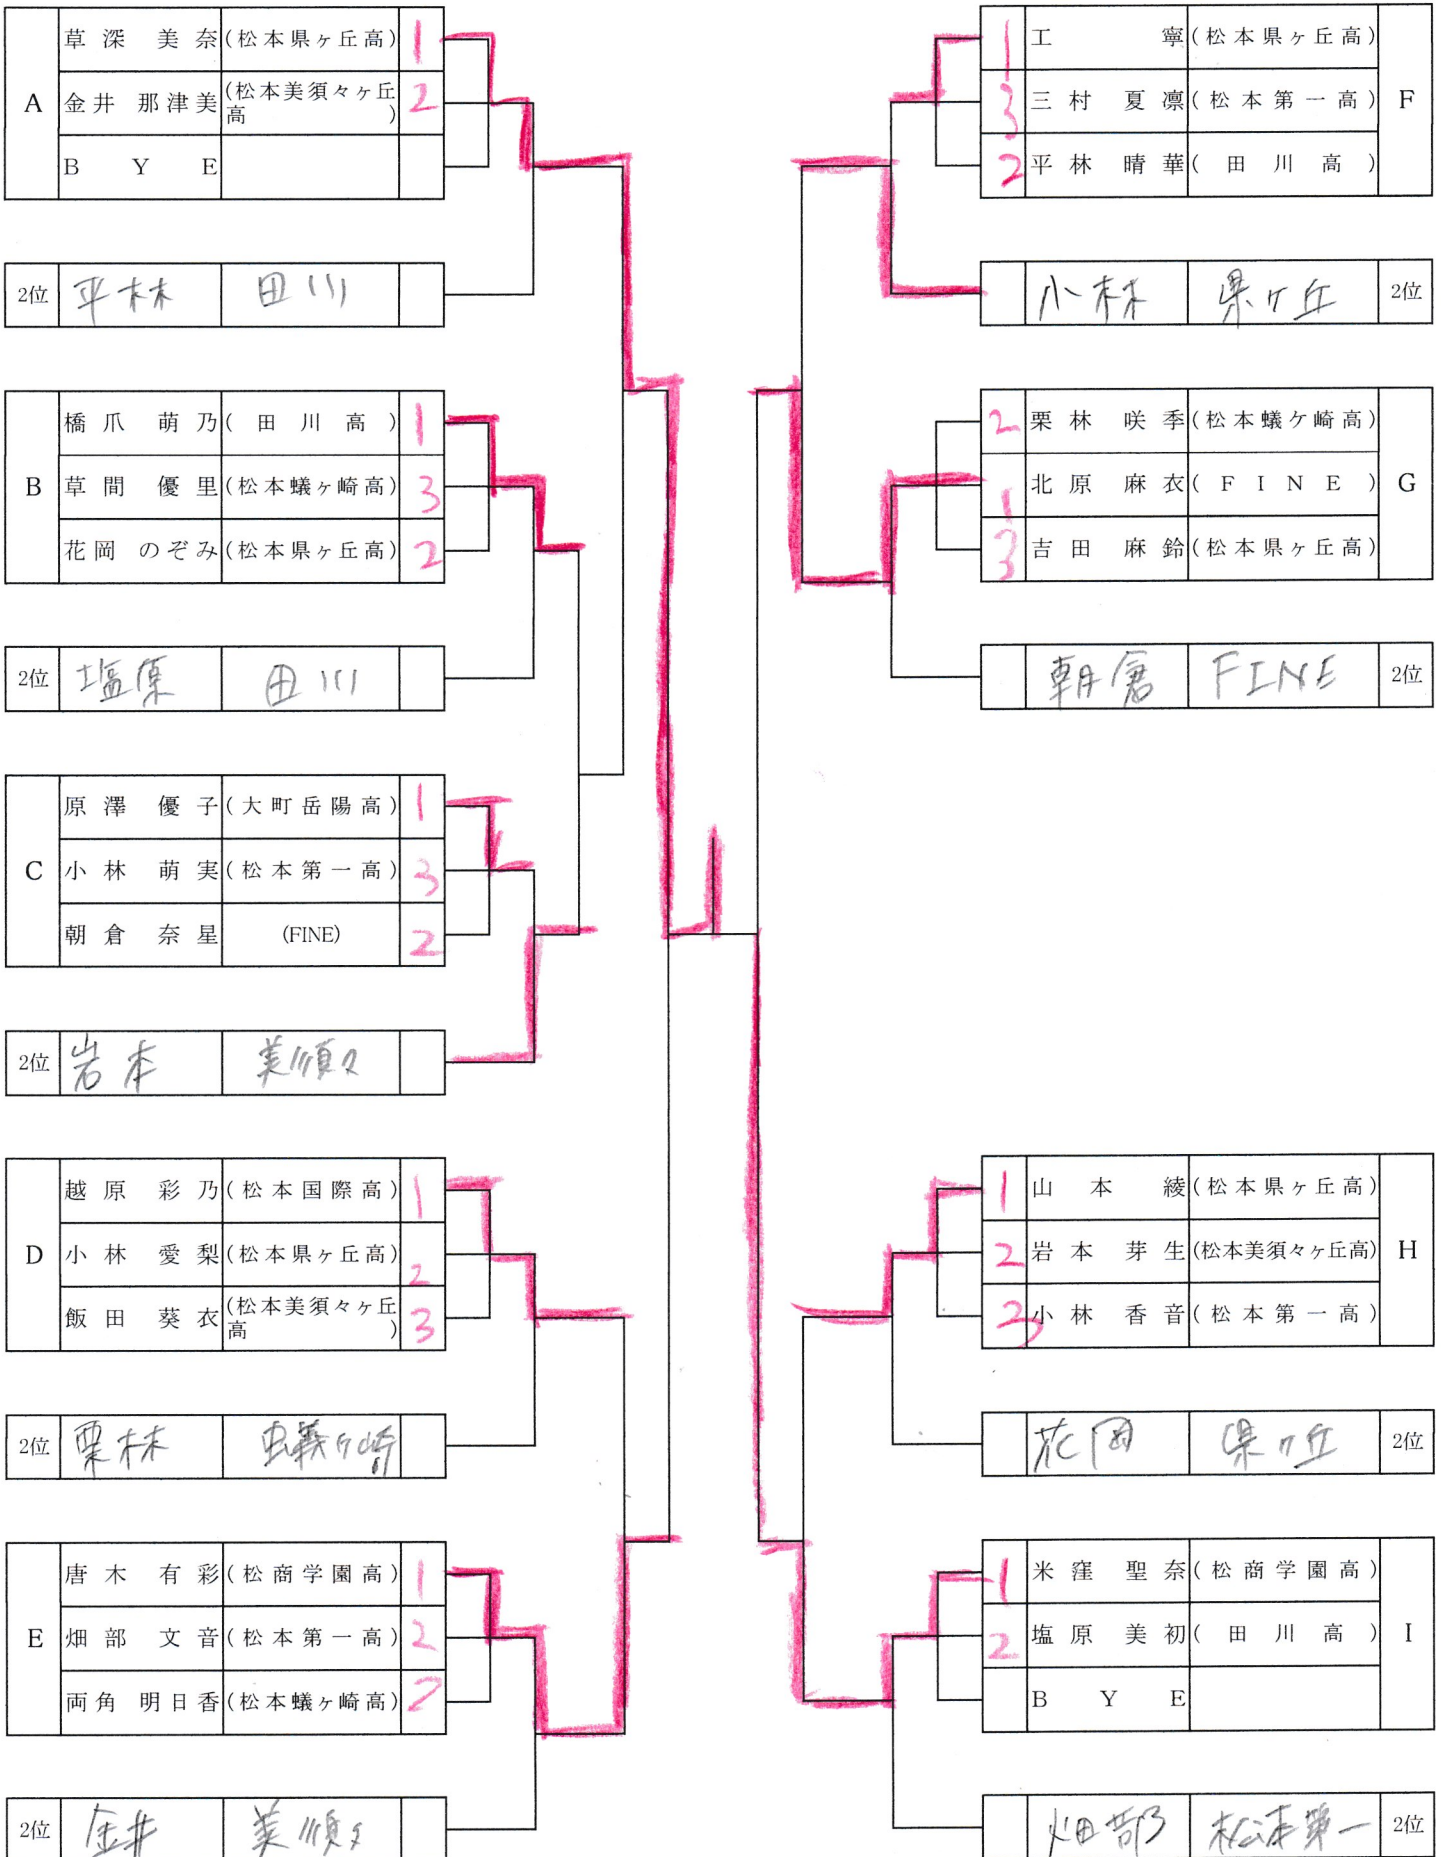 A
草深 美奈 (松本県ヶ丘高) 1
金井 那津美 (松本美須々ヶ丘高) 2
BYE
2位 平林 田川
B
橋爪 萌乃 (田川高) 1
草間 優里 (松本蟻ヶ崎高) 3
花岡 のぞみ (松本県ヶ丘高) 2
2位 塩原 田川
C
原澤 優子 (大町岳陽高) 1
小林 萌実 (松本第一高) 3
朝倉 奈星 (FINE) 2
2位 岩本 美須々
D
越原 彩乃 (松本国際高) 1
小林 愛梨 (松本県ヶ丘高) 2
飯田 葵衣 (松本美須々ヶ丘高) 3
2位 栗林 蟻ヶ崎
E
唐木 有彩 (松商学園高) 1
畑部 文音 (松本第一高) 2
両角 明日香 (松本蟻ヶ崎高)
2位 金井 美須々
1 工 寧 (松本県ヶ丘高)
3 三村 夏凛 (松本第一高)
2 平林 晴華 (田川高)
F
小林 県ヶ丘 2位
2 栗林 咲季 (松本蟻ケ崎高)
1 北原 麻衣 (FINE)
3 吉田 麻鈴 (松本県ヶ丘高)
G
朝倉 FINE 2位
1 山本 綾 (松本県ヶ丘高)
2 岩本 芽生 (松本美須々ヶ丘高)
3 小林 香音 (松本第一高)
H
花岡 県ヶ丘 2位
1 米窪 聖奈 (松商学園高)
2 塩原 美初 (田川高)
BYE
I
畑部 松本第一 2位